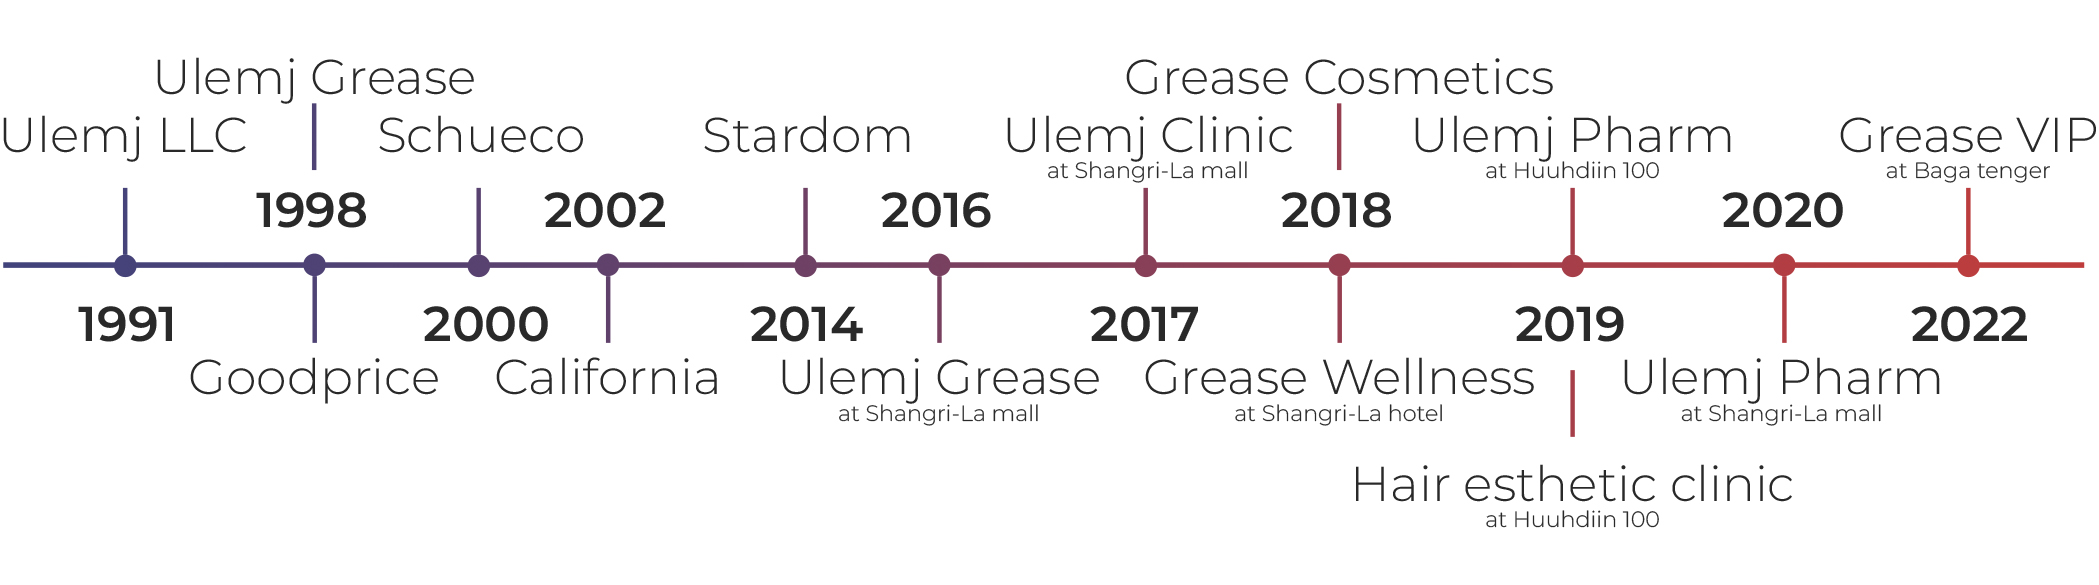 Ulemj Grease
Grease Cosmetics
Ulemj LLC
Schueco
Stardom
Ulemj Clinic
at Shangri-La mall
Ulemj Pharm
at Huuhdiin 100
Grease VIP
at Baga tenger
1998
2002
2016
2018
2020
1991
2000
2014
2017
2019
2022
Goodprice
California
Ulemj Grease
at Shangri-La mall
Grease Wellness
at Shangri-La hotel
Ulemj Pharm
at Shangri-La mall
Hair esthetic clinic
at Huuhdiin 100